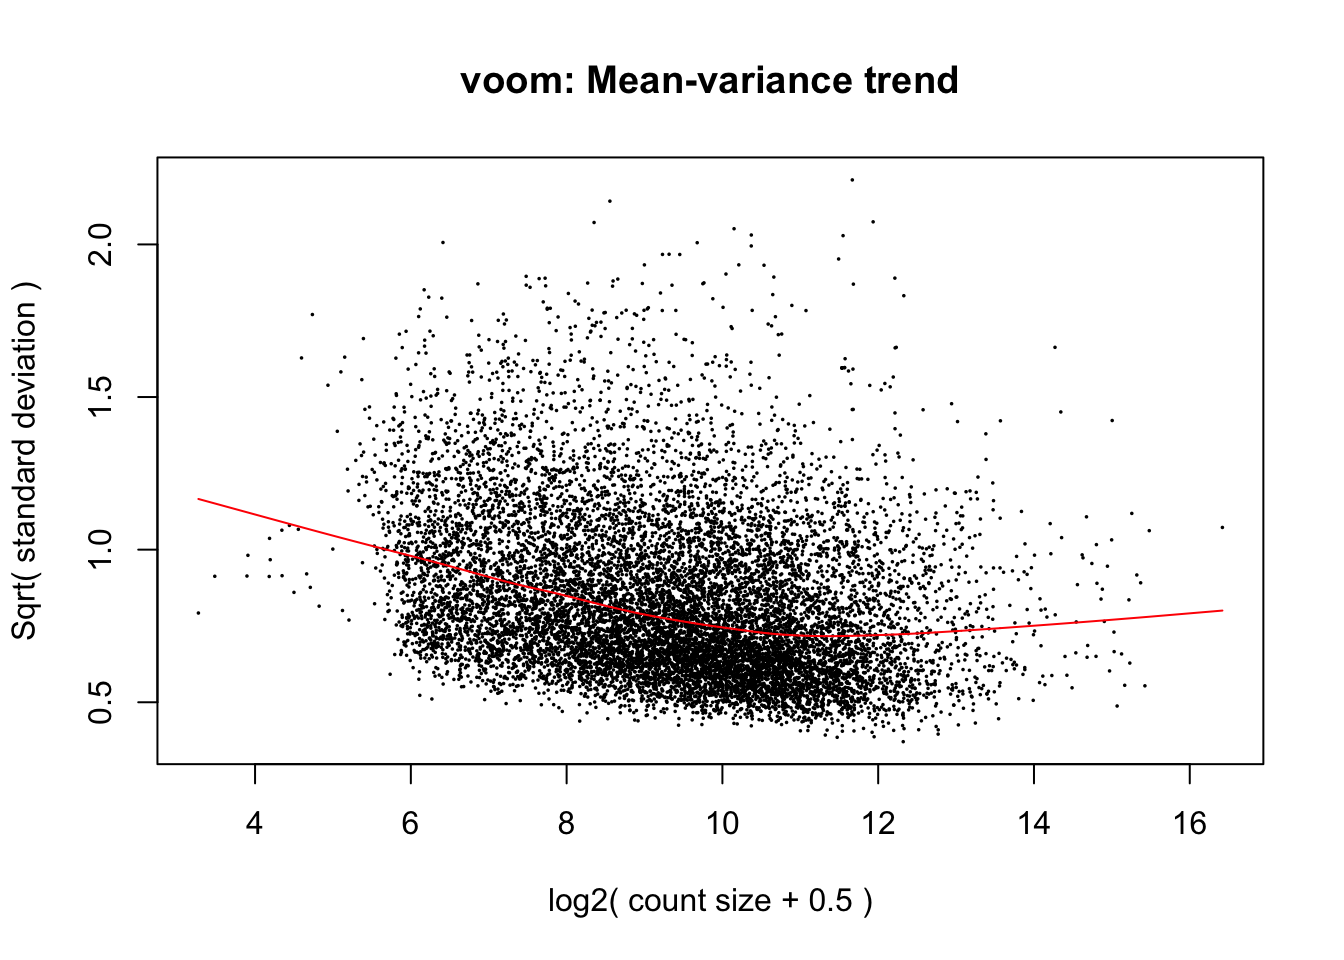 voom: Mean-variance trend
Sqrt( standard deviation )
2.0
1.5
1.0
0.5
4 6 8 10 12 14 16
log2( count size + 0.5 )